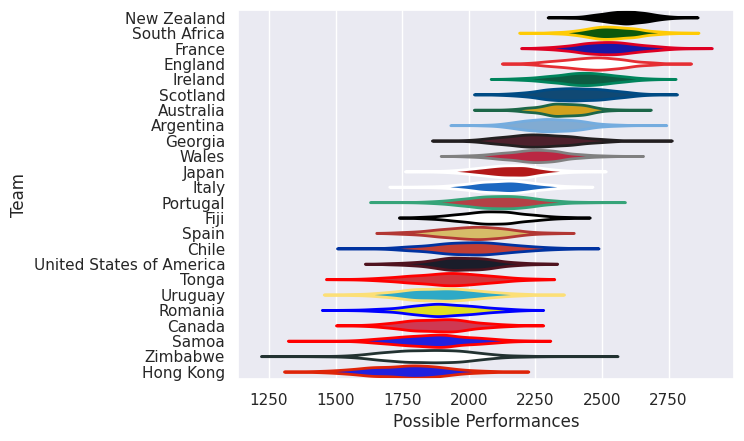 New Zealand
South Africa
France
England
Ireland
Scotland
Australia
Argentina
Georgia
Wales
Japan
Italy
Portugal
Fiji
Spain
Chile
United States of America
Tonga
Uruguay
Romania
Canada
Samoa
Zimbabwe
Hong Kong
Team
1250 1500 1750 2000 2250 2500 2750
Possible Performances